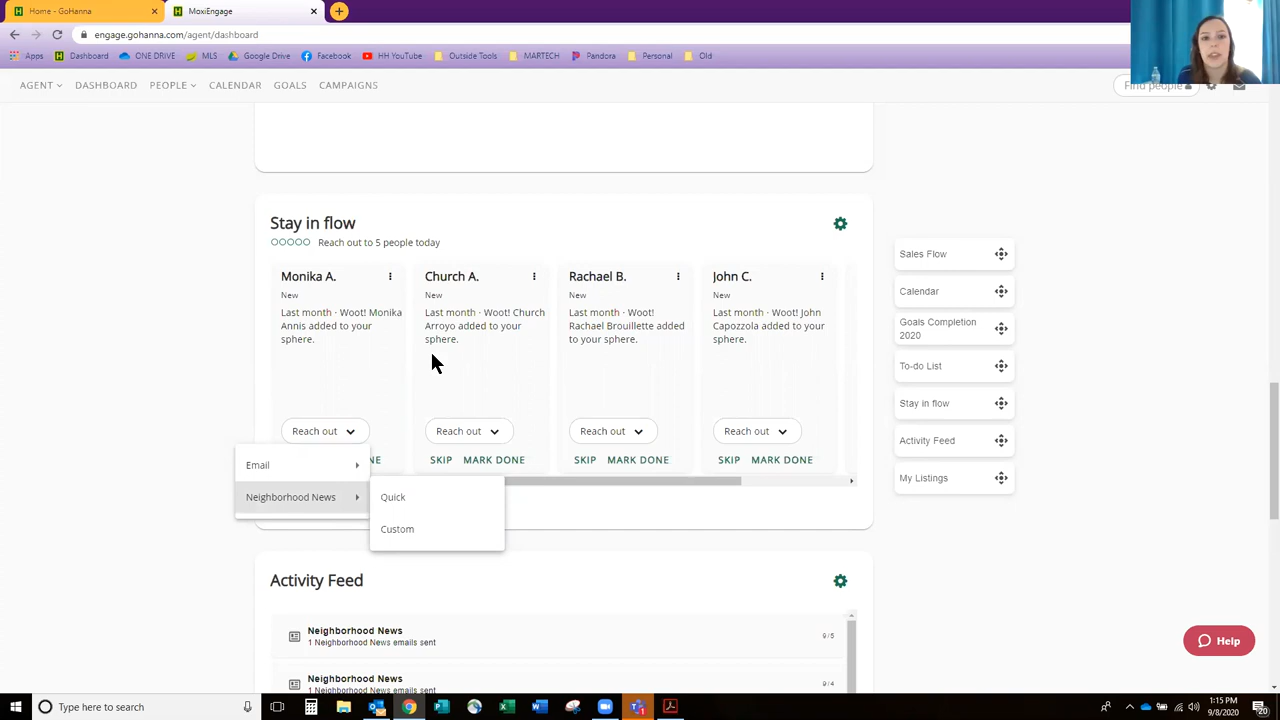 Home - GoHanna
MoxiEngage
engage.gohanna.com/agent/dashboard
Apps
Dashboard
ONE DRIVE
MLS
Google Drive
Facebook
HH YouTube
Outside Tools
MARTECH
Pandora
Personal
Old
AGENT
DASHBOARD
PEOPLE
CALENDAR
GOALS
CAMPAIGNS
Find people
Stay in flow
Reach out to 5 people today
Monika A.
New
Last month · Woot! Monika
Annis added to your
sphere.
Reach out
NE
Church A.
New
Last month · Woot! Church
Arroyo added to your
sphere.
Reach out
SKIP MARK DONE
Rachael B.
New
Last month · Woot!
Rachael Brouillette added
to your sphere.
Reach out
SKIP MARK DONE
John C.
New
Last month · Woot! John
Capozzola added to your
sphere.
Reach out
SKIP MARK DONE
Email
Neighborhood News
Quick
Custom
Sales Flow
Calendar
Goals Completion
2020
To-do List
Stay in flow
Activity Feed
My Listings
Activity Feed
Neighborhood News
1 Neighborhood News emails sent
9/5
Neighborhood News
1 Neighborhood News emails sent
9/4
Help
Type here to search
1:15 PM
9/8/2020
20